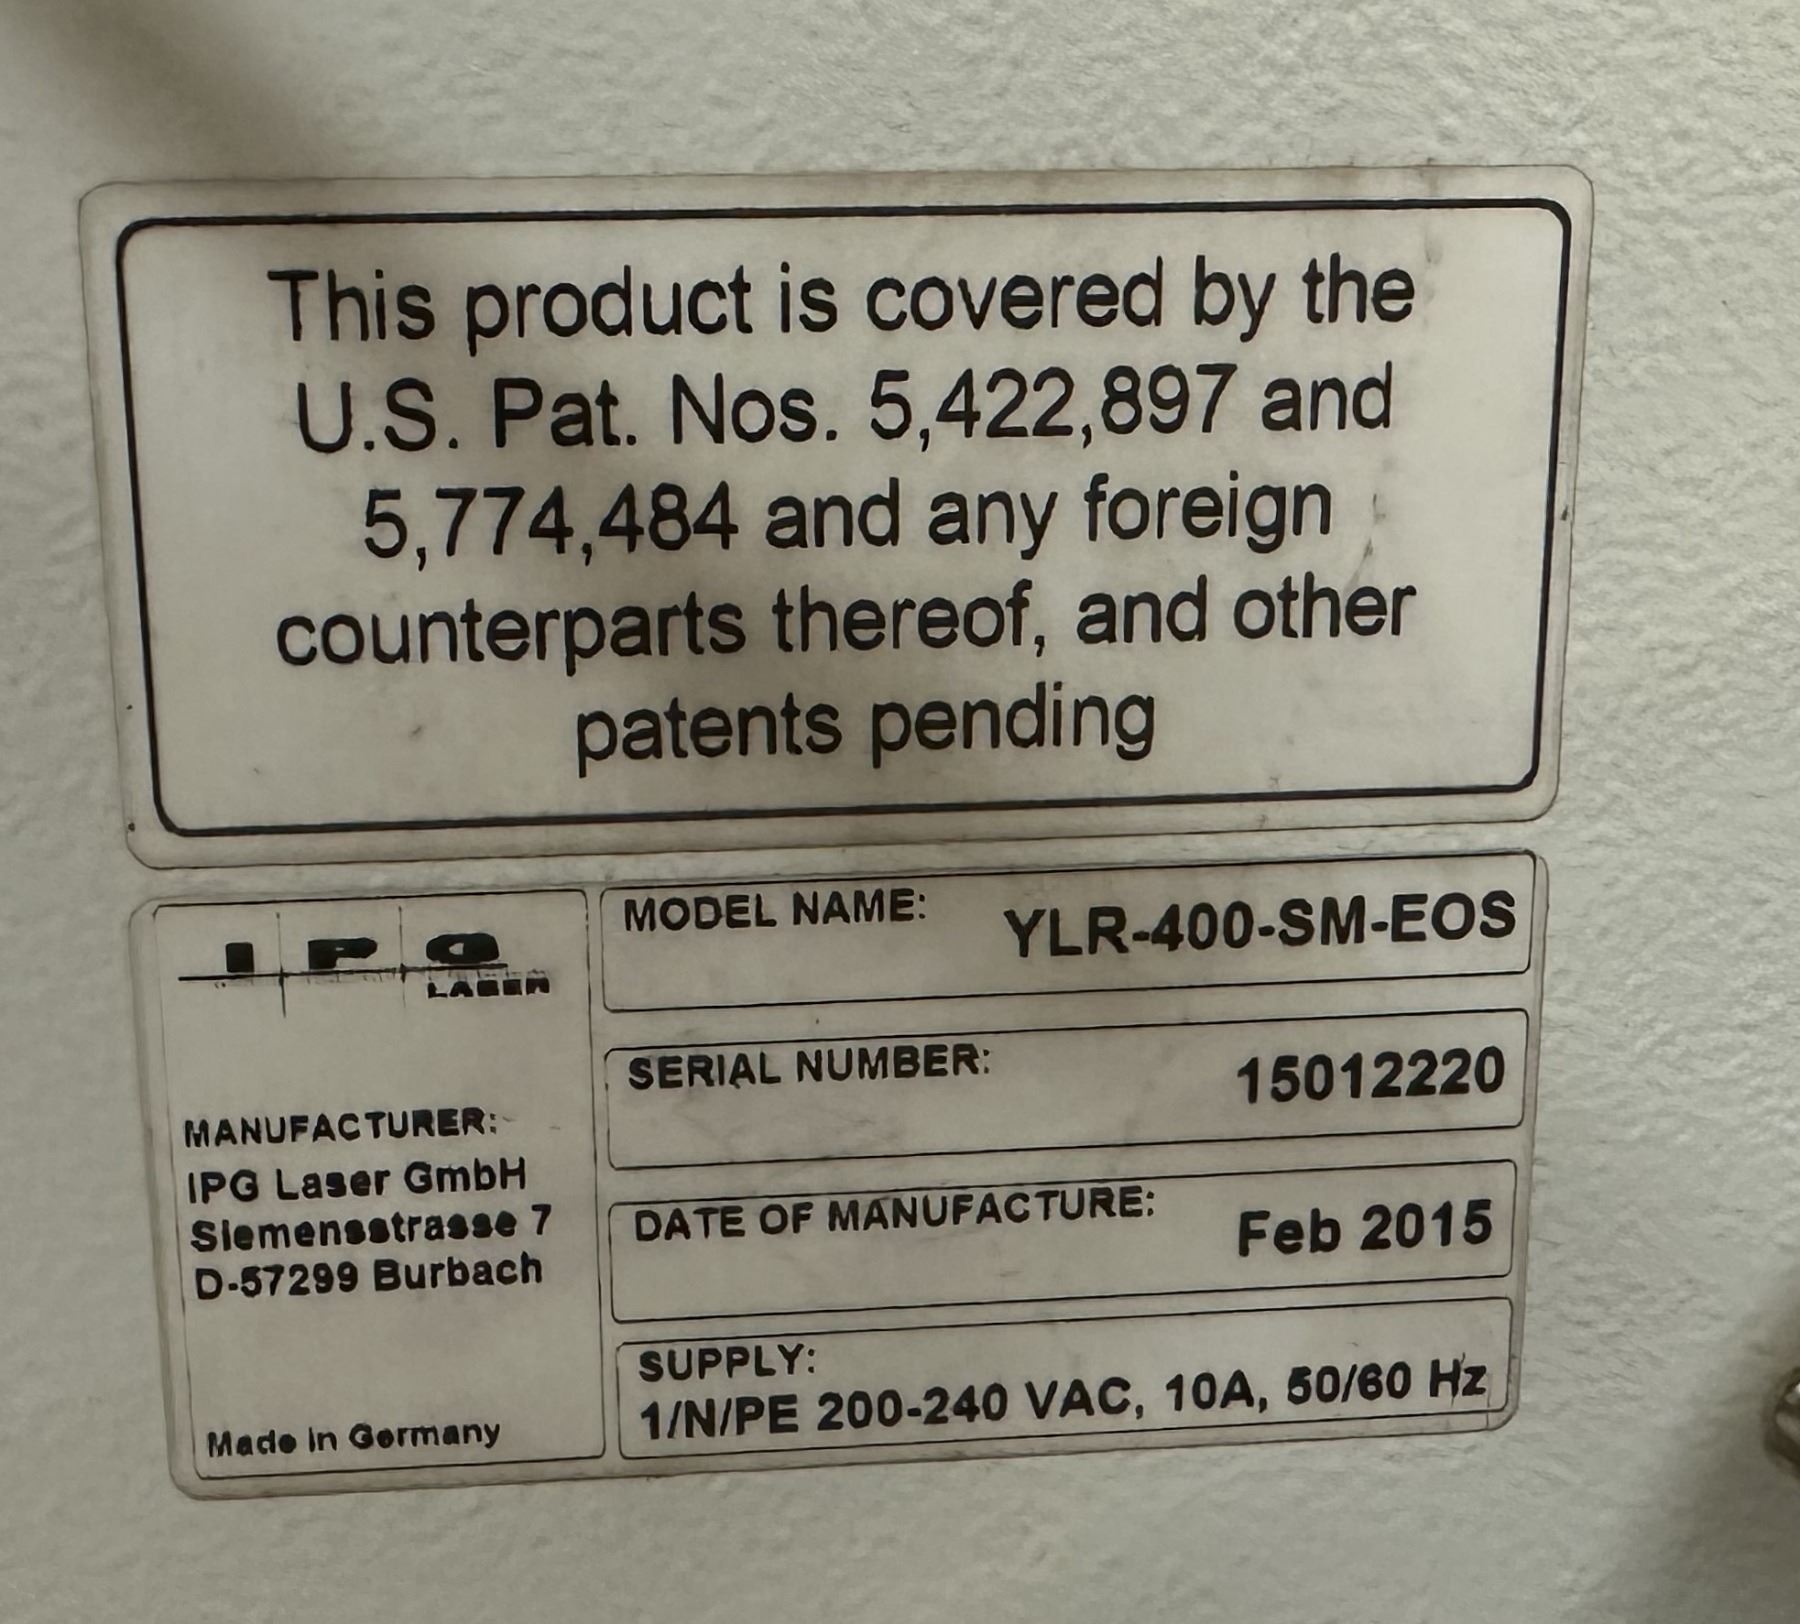 This product is covered by the
U.S. Pat. Nos. 5,422,897 and
5,774,484 and any foreign
counterparts thereof, and other
patents pending
IPG
LASER
MANUFACTURER:
IPG Laser GmbH
Siemensstrasse 7
D-57299 Burbach
Made in Germany
MODEL NAME: YLR-400-SM-EOS
SERIAL NUMBER: 15012220
DATE OF MANUFACTURE: Feb 2015
SUPPLY:
1/N/PE 200-240 VAC, 10A, 50/60 Hz